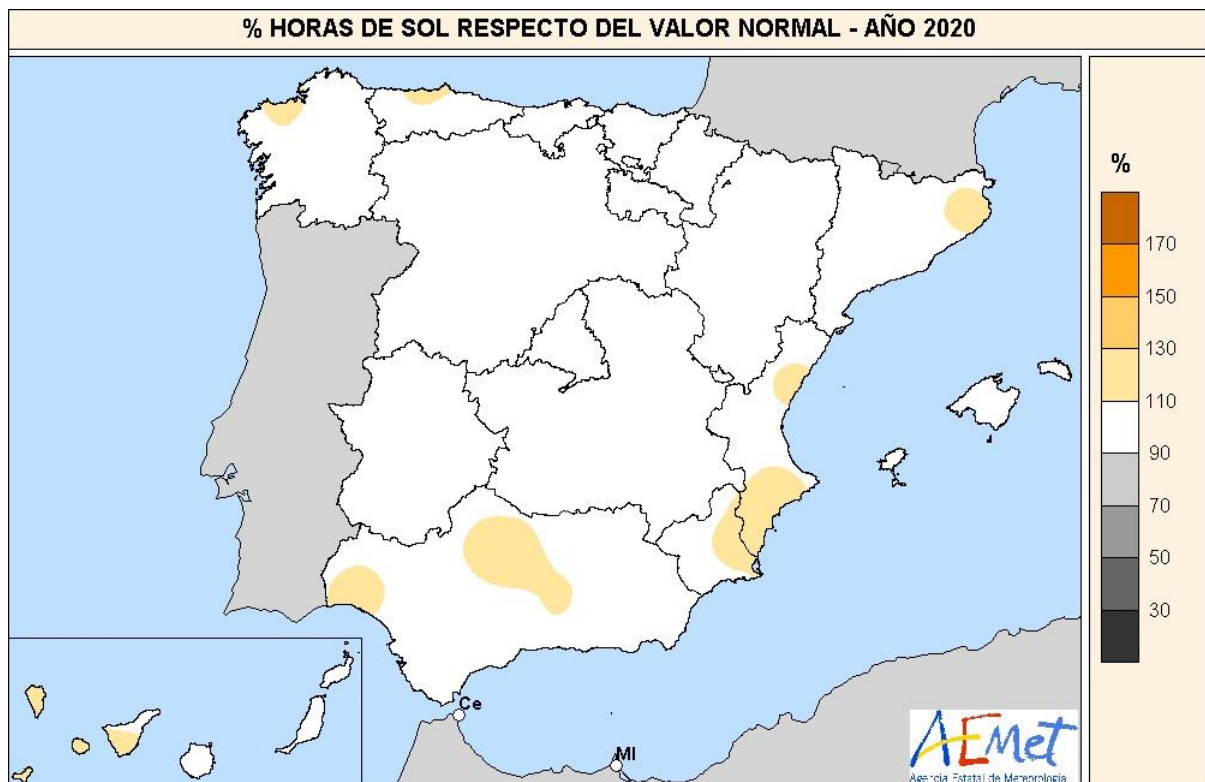 % HORAS DE SOL RESPECTO DEL VALOR NORMAL - AÑO 2020
%
170
150
130
110
90
70
50
30
Ce
Ml
AEMet
Agencia Estatal de Meteorología